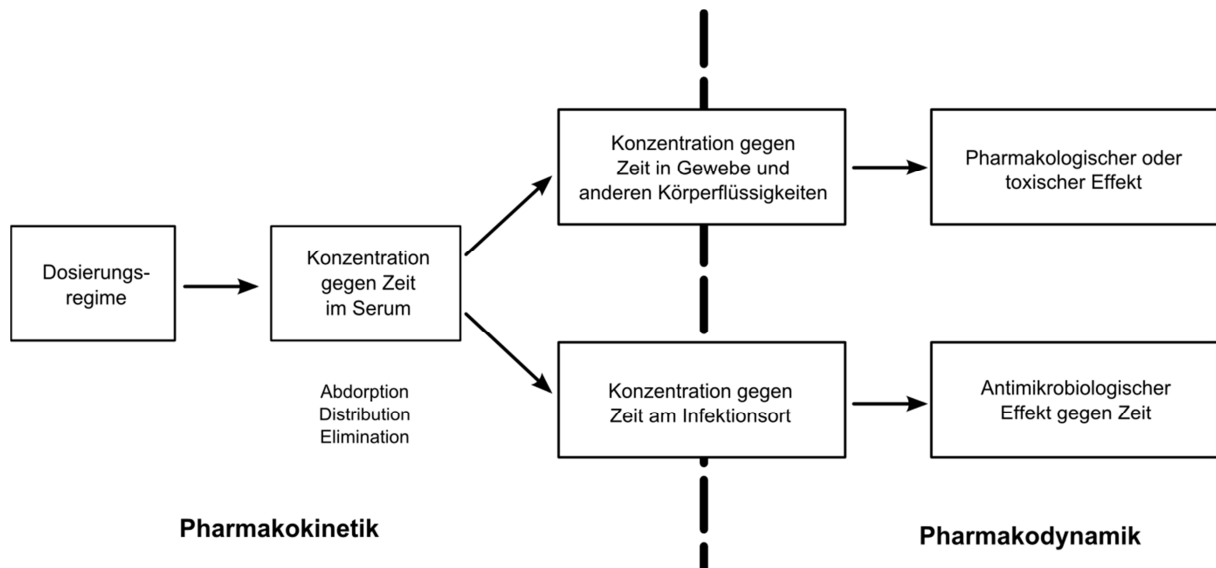 Dosierungs-
regime
Konzentration
gegen Zeit
im Serum
Abdorption
Distribution
Elimination
Konzentration gegen
Zeit in Gewebe und
anderen Körperflüssigkeiten
Pharmakologischer oder
toxischer Effekt
Konzentration gegen
Zeit am Infektionsort
Antimikrobiologischer
Effekt gegen Zeit
Pharmakokinetik
Pharmakodynamik